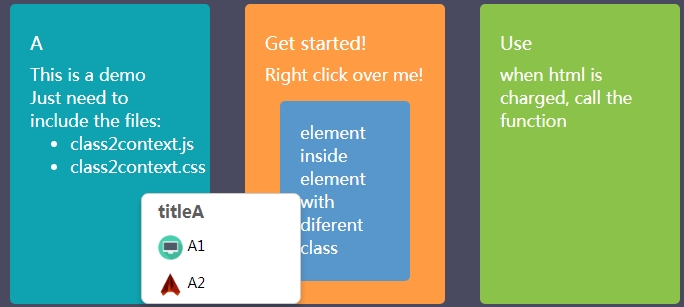 A
This is a demo
Just need to
include the files:
class2context.js
class2context.css
titleA
A1
A2
Get started!
Right click over me!
element
inside
element
with
diferent
class
Use
when html is
charged, call the
function